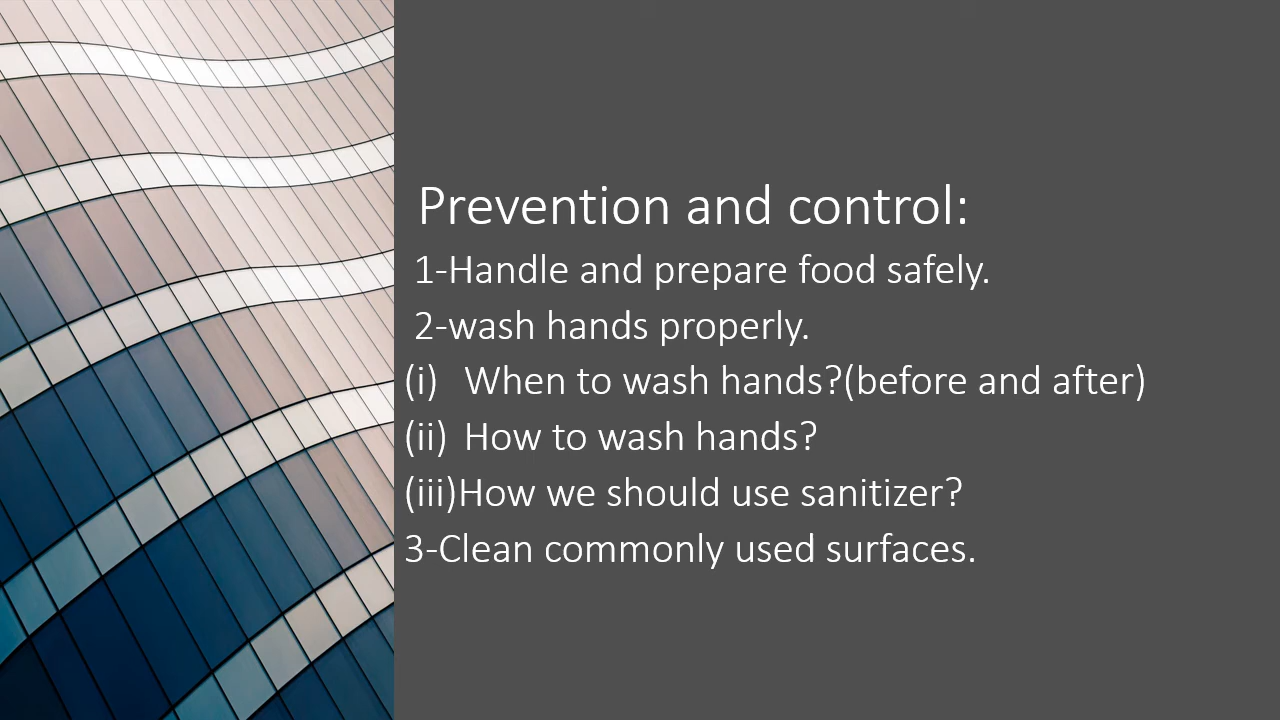 Prevention and control:
1-Handle and prepare food safely.
2-wash hands properly.
(i) When to wash hands?(before and after)
(ii) How to wash hands?
(iii)How we should use sanitizer?
3-Clean commonly used surfaces.